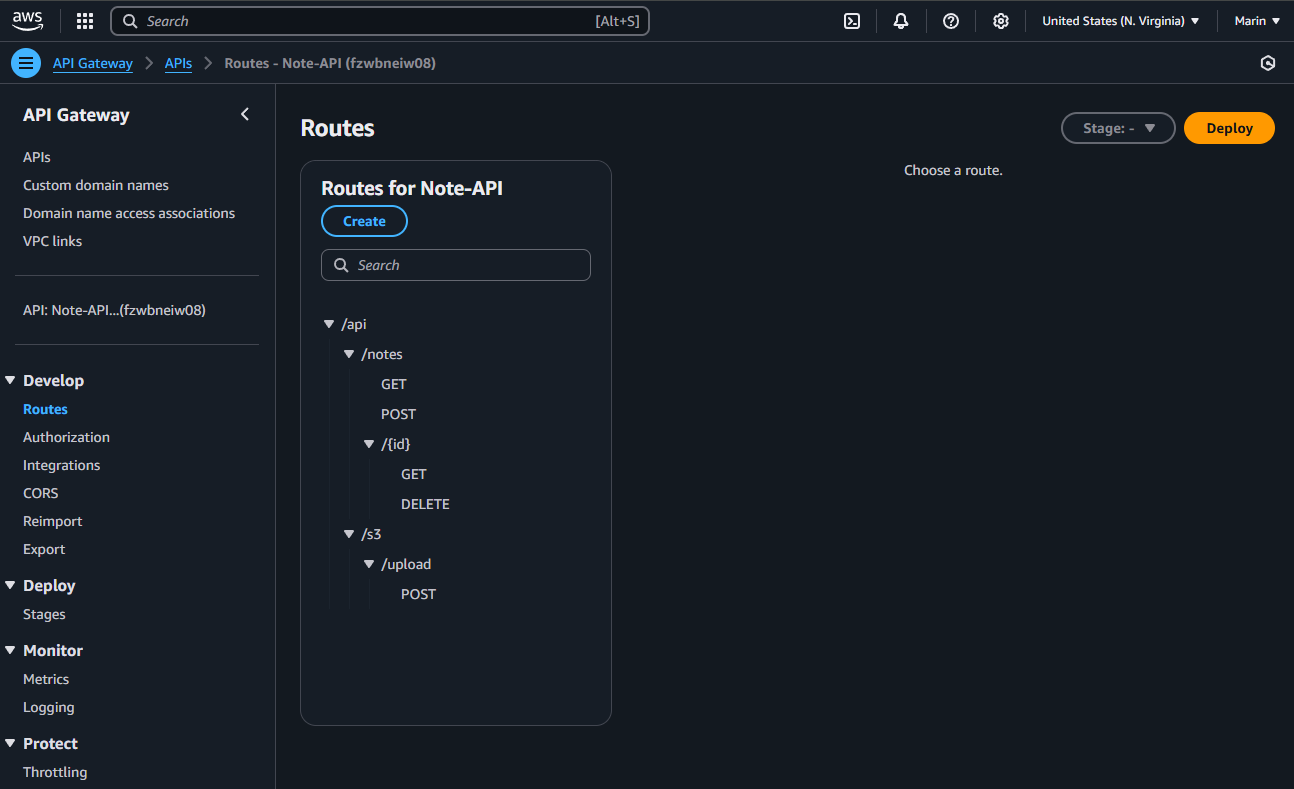 aws
Search [Alt+S]
United States (N. Virginia) Marin
API Gateway APIs Routes - Note-API (fzwbneiw08)
API Gateway
APIs
Custom domain names
Domain name access associations
VPC links
API: Note-API...(fzwbneiw08)
Develop
Routes
Authorization
Integrations
CORS
Reimport
Export
Deploy
Stages
Monitor
Metrics
Logging
Protect
Throttling
Routes
Stage: -
Deploy
Routes for Note-API
Create
Search
/api
/notes
GET
POST
/{id}
GET
DELETE
/s3
/upload
POST
Choose a route.